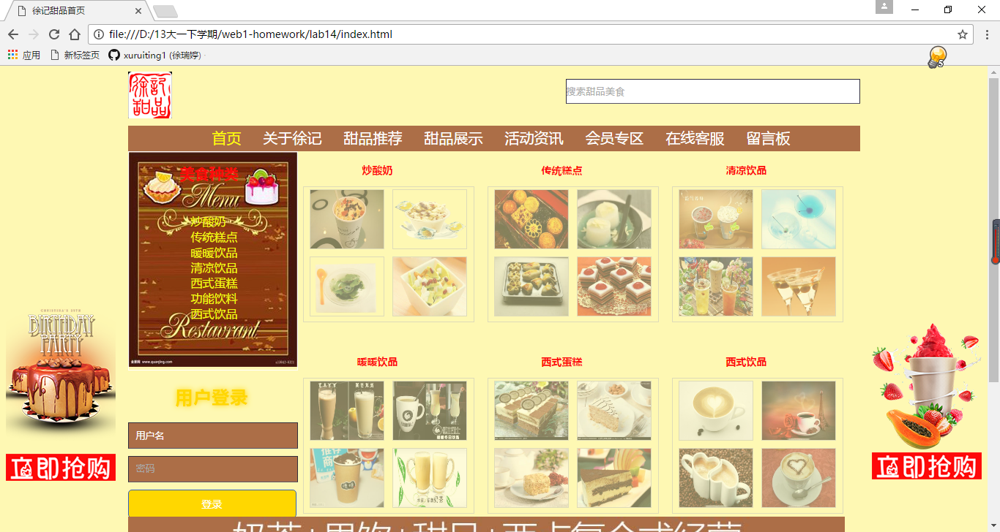 徐记甜品首页
file:///D:/13大一下学期/web1-homework/lab14/index.html
应用 新标签页 xuruiting1 (徐瑞婷)
5
徐記
甜品
搜索甜品美食
首页 关于徐记 甜品推荐 甜品展示 活动资讯 会员专区 在线客服 留言板
美食种类
Menu
炒酸奶
传统糕点
暖暖饮品
清凉饮品
西式蛋糕
功能饮料
西式饮品
Restaurant
炒酸奶 传统糕点 清凉饮品
暖暖饮品 西式蛋糕 西式饮品
用户登录
用户名
密码
登录
BIRTHDAY
PARTY
立即抢购
立即抢购